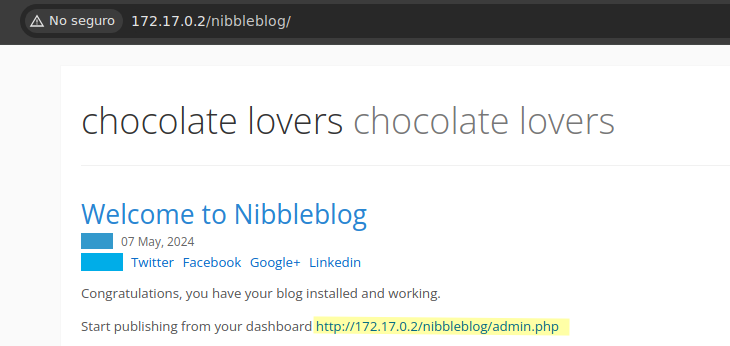 No seguro 172.17.0.2/nibbleblog/
chocolate lovers chocolate lovers
Welcome to Nibbleblog
07 May, 2024
Twitter Facebook Google+ Linkedin
Congratulations, you have your blog installed and working.
Start publishing from your dashboard http://172.17.0.2/nibbleblog/admin.php